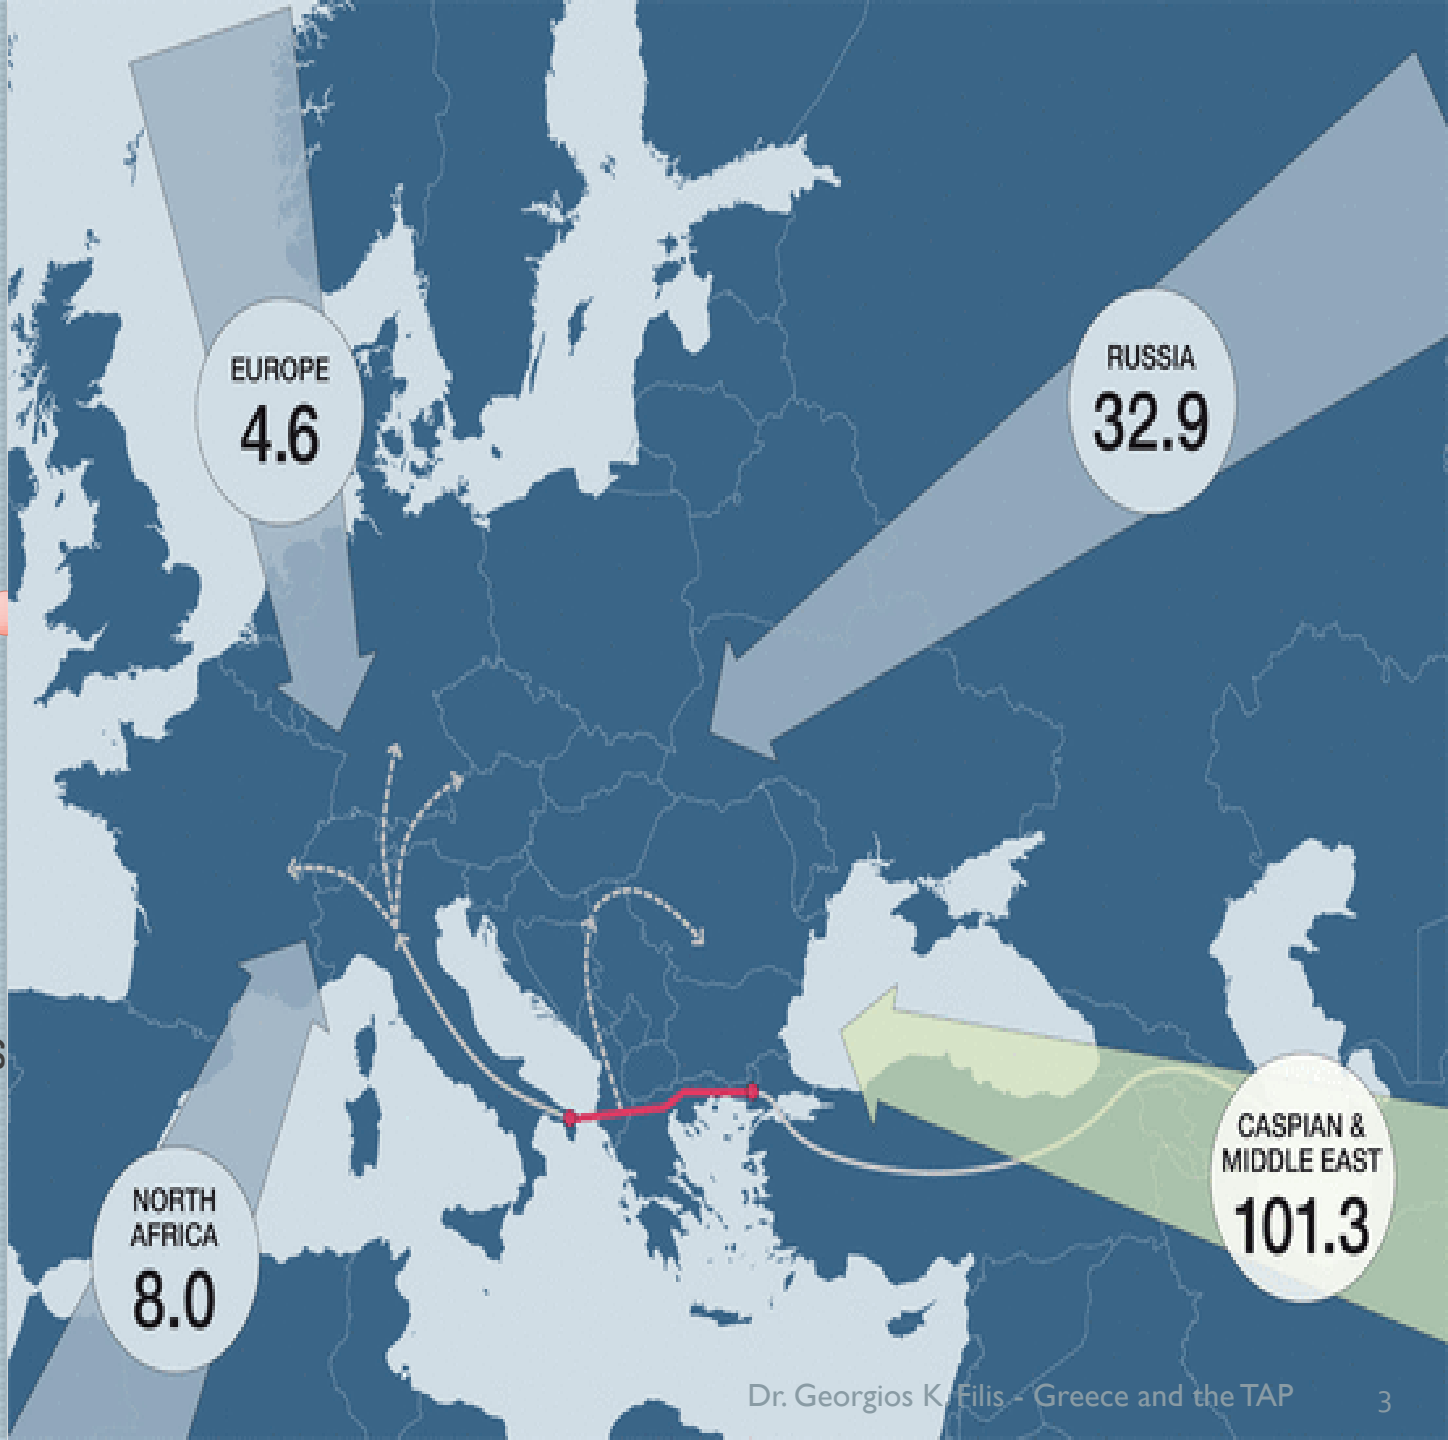 EUROPE
4.6
RUSSIA
32.9
CASPIAN &
MIDDLE EAST
101.3
NORTH
AFRICA
8.0
Dr. Georgios K. Filis - Greece and the TAP
3